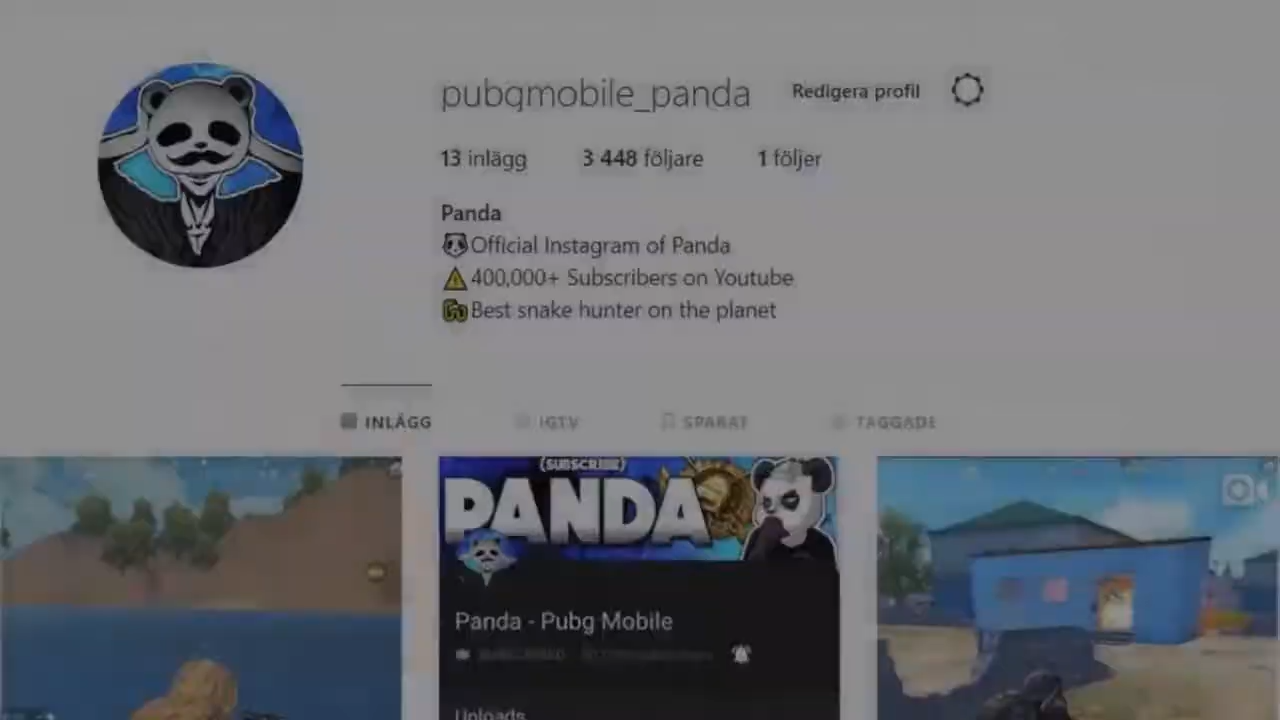 pubgmobile_panda Redigera profil
13 inlägg 3 448 följare 1 följer
Panda
Official Instagram of Panda
400,000+ Subscribers on Youtube
Best snake hunter on the planet
INLÄGG IGTV SPARAT TAGGADE
(SUBSCRIBE)
PANDA
Panda - Pubg Mobile
Uploads